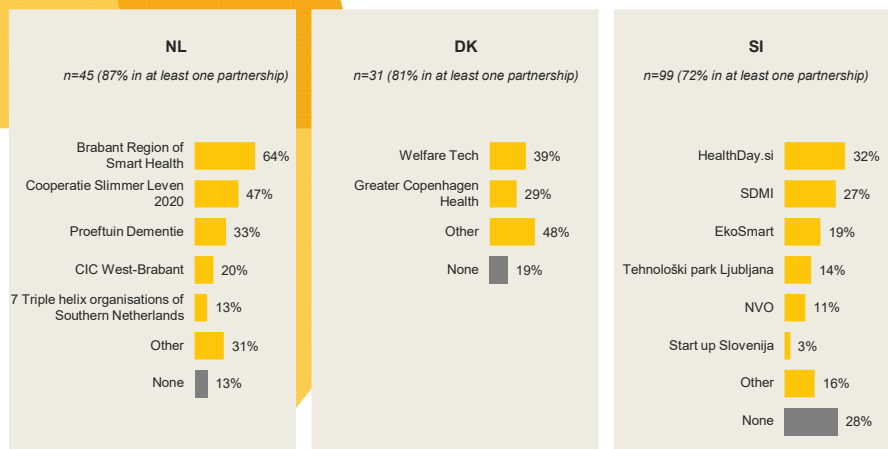 NL
n=45 (87% in at least one partnership)
Brabant Region of
Smart Health
64%
Cooperatie Slimmer Leven
2020
47%
Proeftuin Dementie
33%
CIC West-Brabant
20%
7 Triple helix organisations of
Southern Netherlands
13%
Other
31%
None
13%
DK
n=31 (81% in at least one partnership)
Welfare Tech
39%
Greater Copenhagen
Health
29%
Other
48%
None
19%
SI
n=99 (72% in at least one partnership)
HealthDay.si
32%
SDMI
27%
EkoSmart
19%
Tehnološki park Ljubljana
14%
NVO
11%
Start up Slovenija
3%
Other
16%
None
28%